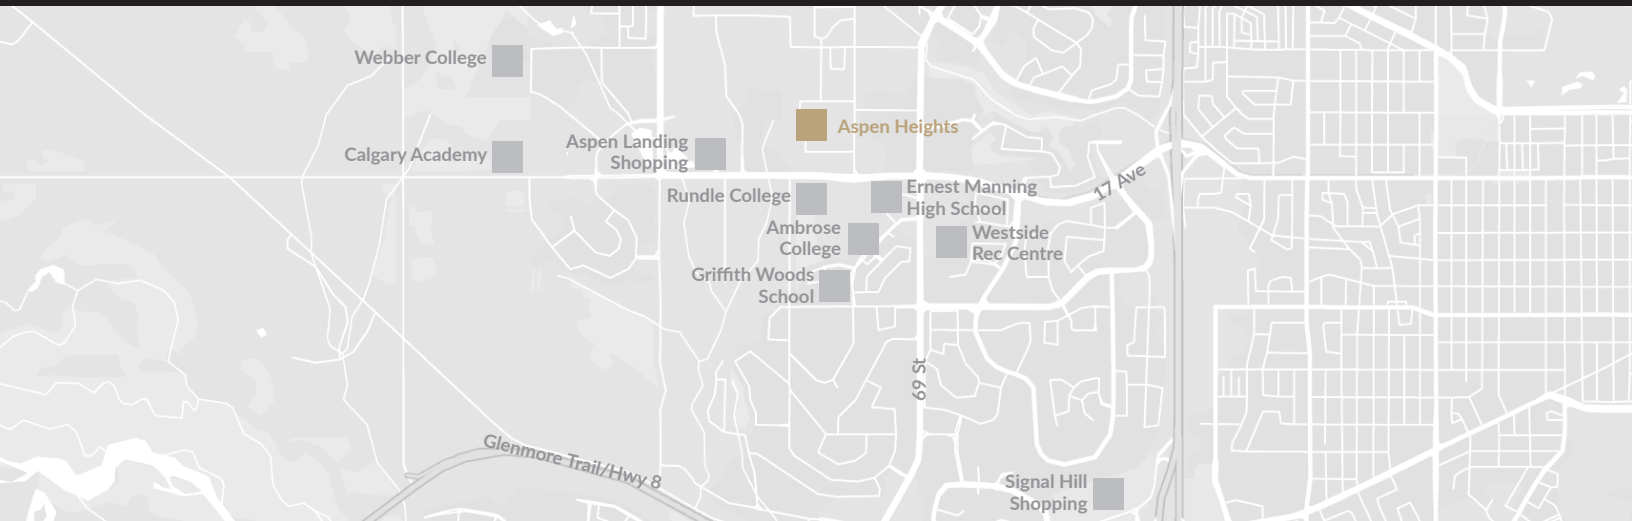 Webber College
Aspen Heights
Aspen Landing
Shopping
Calgary Academy
17 Ave
Rundle College
Ernest Manning
High School
Ambrose
College
Westside
Rec Centre
Griffith Woods
School
69 St
Glenmore Trail/Hwy 8
Signal Hill
Shopping